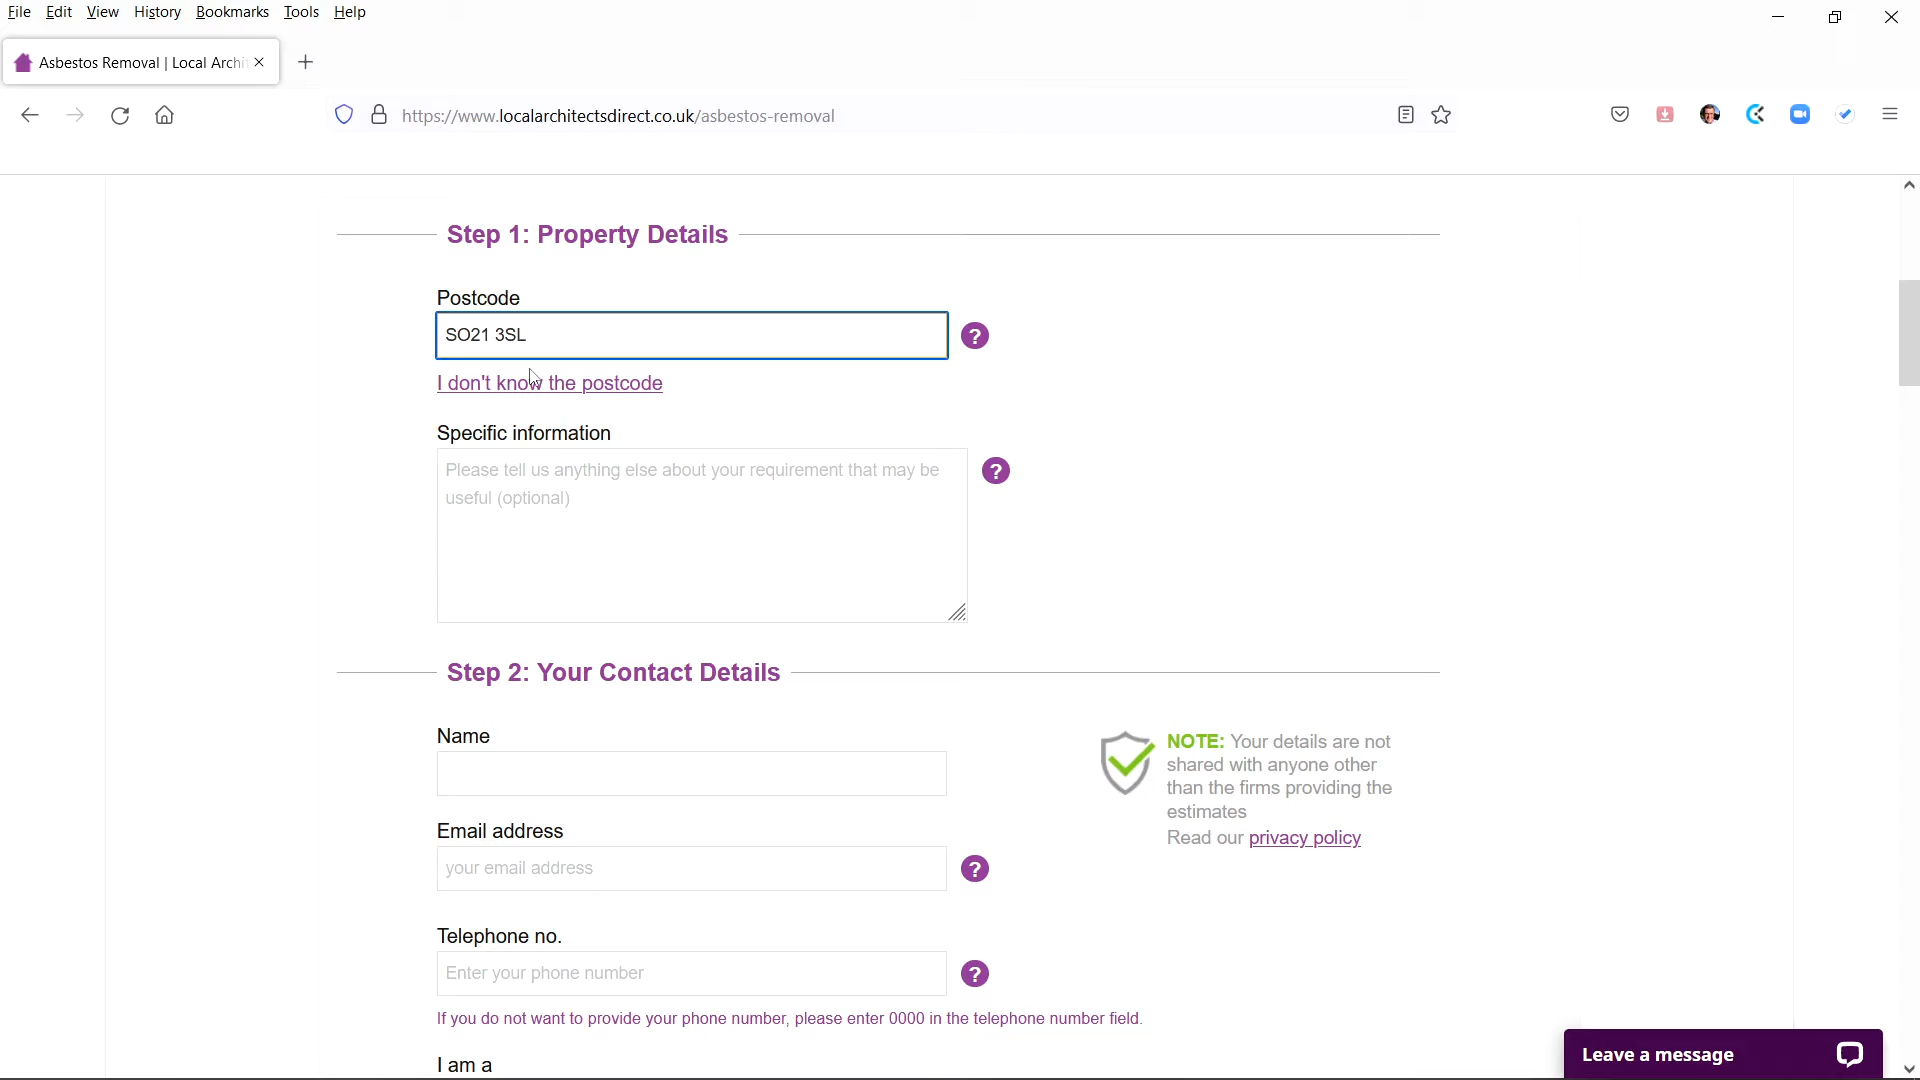 File Edit View History Bookmarks Tools Help
Asbestos Removal | Local Archi
https://www.localarchitectsdirect.co.uk/asbestos-removal
Step 1: Property Details
Postcode
SO21 3SL
?
I don't know the postcode
Specific information
Please tell us anything else about your requirement that may be
useful (optional)
?
Step 2: Your Contact Details
Name
NOTE: Your details are not
shared with anyone other
than the firms providing the
estimates
Read our privacy policy
Email address
your email address
?
Telephone no.
Enter your phone number
?
If you do not want to provide your phone number, please enter 0000 in the telephone number field.
I am a
Leave a message